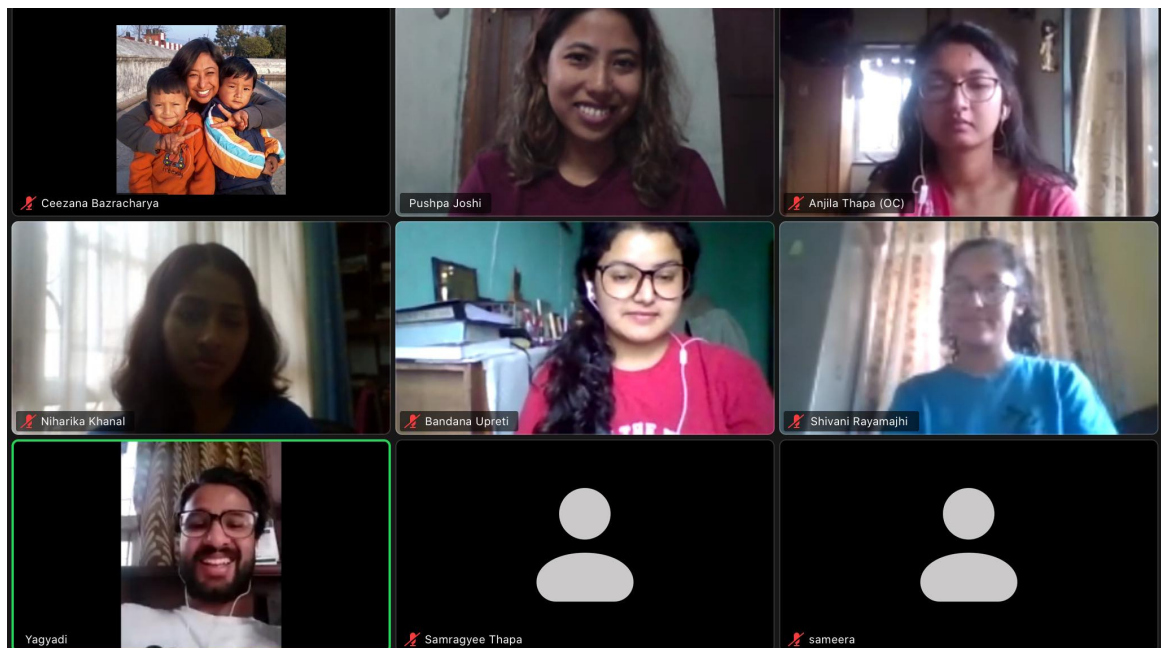 Ceezana Bazracharya
Pushpa Joshi
Anjila Thapa (OC)
Niharika Khanal
Bandana Upreti
Shivani Rayamajhi
Yagyadi
Samragyee Thapa
sameera